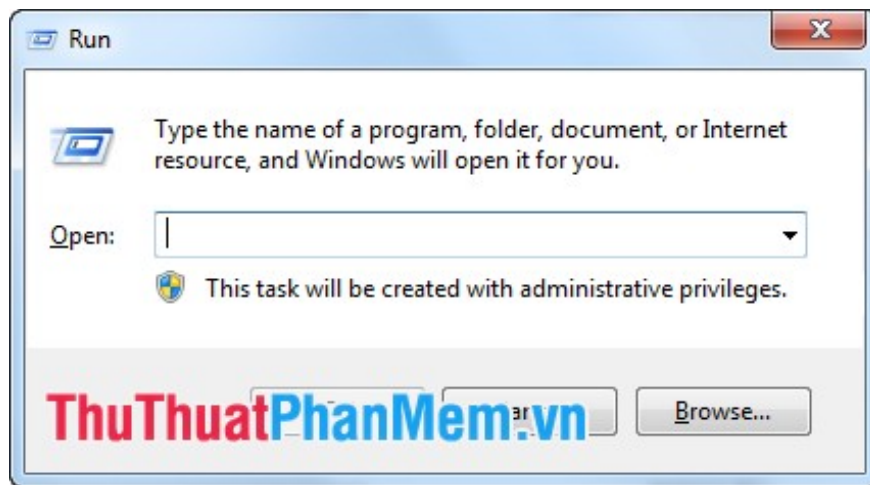 Run
Type the name of a program, folder, document, or Internet
resource, and Windows will open it for you.
Open:
This task will be created with administrative privileges.
ThuThuatPhanMem.vn
Browse...